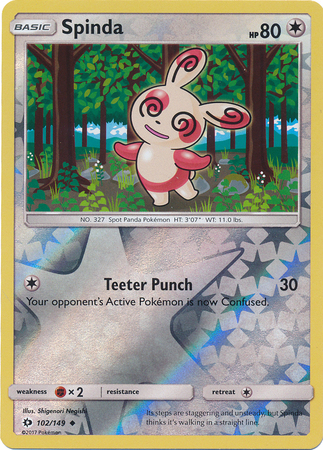 BASIC Spinda HP 80
NO. 327 Spot Panda Pokémon HT: 3'07" WT: 11.0 lbs.
Teeter Punch 30
Your opponent's Active Pokémon is now Confused.
weakness × 2 resistance retreat
Illus. Shigenori Negishi
102/149 ◆
©2017 Pokémon
Its steps are staggering and unsteady, but Spinda
thinks it's walking in a straight line.